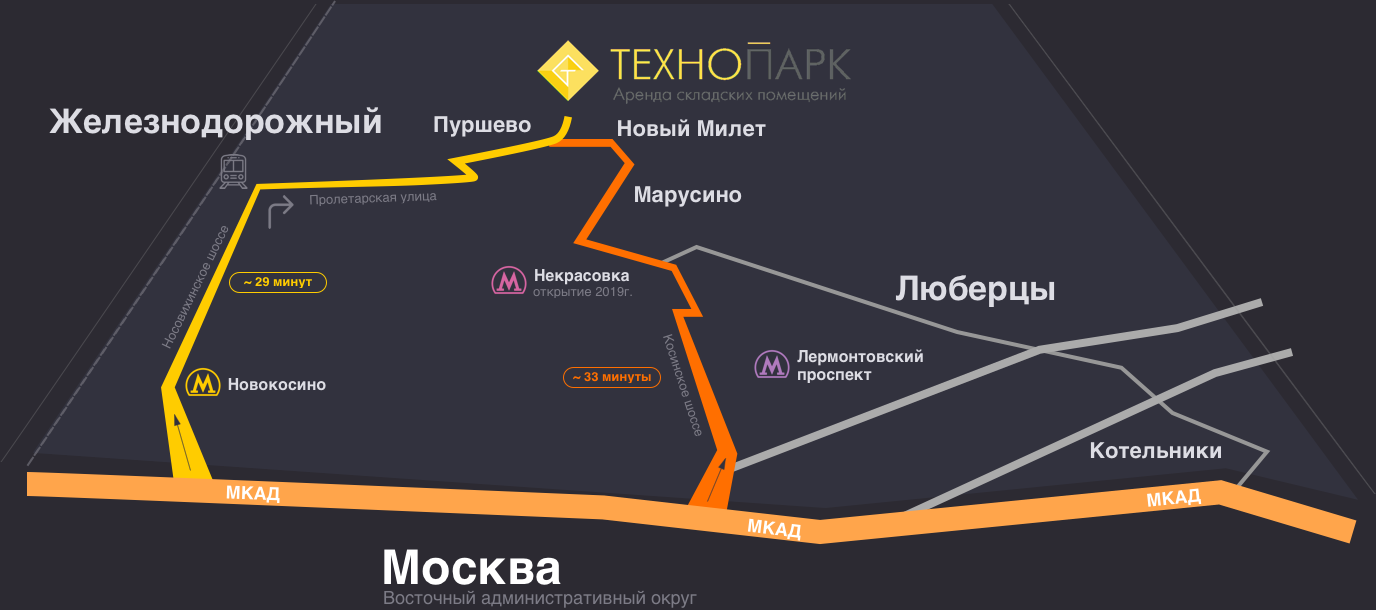 ТЕХНОПАРК
Аренда складских помещений
Железнодорожный
Пуршево
Новый Милет
Марусино
Пролетарская улица
Носовихинское шоссе
~ 29 минут
М Некрасовка
открытие 2019г.
Люберцы
Косинское шоссе
М Лермонтовский
проспект
~ 33 минуты
М Новокосино
Котельники
МКАД
МКАД
МКАД
Москва
Восточный административный округ